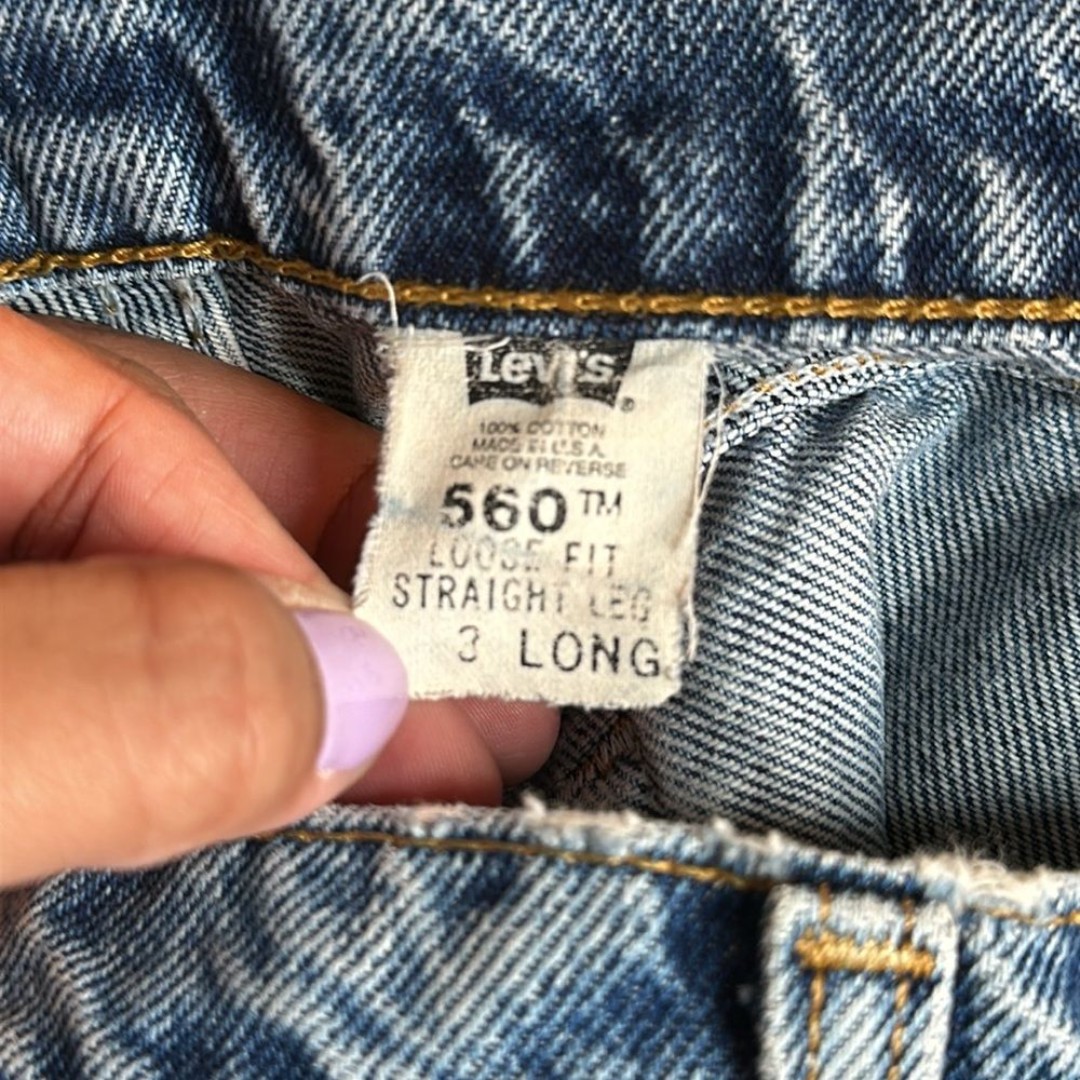 Levi's®
100% COTTON
MADE IN U.S.A.
CARE ON REVERSE
560™
LOOSE FIT
STRAIGHT LEG
3 LONG